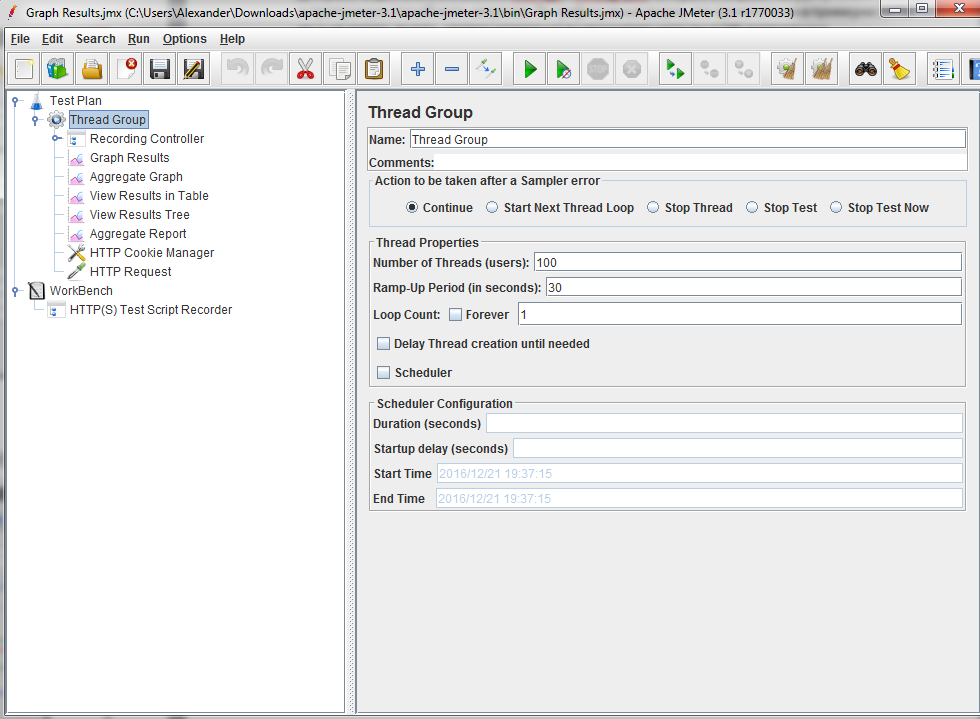 Graph Results.jmx (C:\Users\Alexander\Downloads\apache-jmeter-3.1\apache-jmeter-3.1\bin\Graph Results.jmx) - Apache JMeter (3.1 r1770033)
File Edit Search Run Options Help
Test Plan
Thread Group
Recording Controller
Graph Results
Aggregate Graph
View Results in Table
View Results Tree
Aggregate Report
HTTP Cookie Manager
HTTP Request
WorkBench
HTTP(S) Test Script Recorder
Thread Group
Name: Thread Group
Comments:
Action to be taken after a Sampler error
Continue Start Next Thread Loop Stop Thread Stop Test Stop Test Now
Thread Properties
Number of Threads (users): 100
Ramp-Up Period (in seconds): 30
Loop Count: Forever 1
Delay Thread creation until needed
Scheduler
Scheduler Configuration
Duration (seconds)
Startup delay (seconds)
Start Time 2016/12/21 19:37:15
End Time 2016/12/21 19:37:15